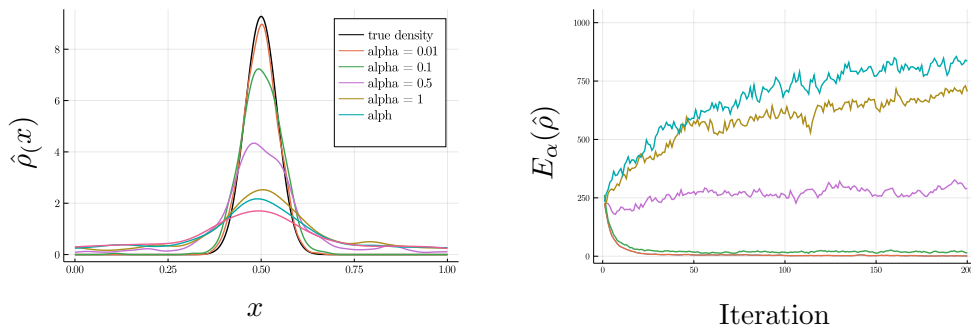 true density
alpha = 0.01
alpha = 0.1
alpha = 0.5
alpha = 1
alph
8
6
4
2
0
0.00 0.25 0.50 0.75 1.00
ρ̂(x)
x
1000
750
500
250
0
0 50 100 150 200
E_α(ρ̂)
Iteration